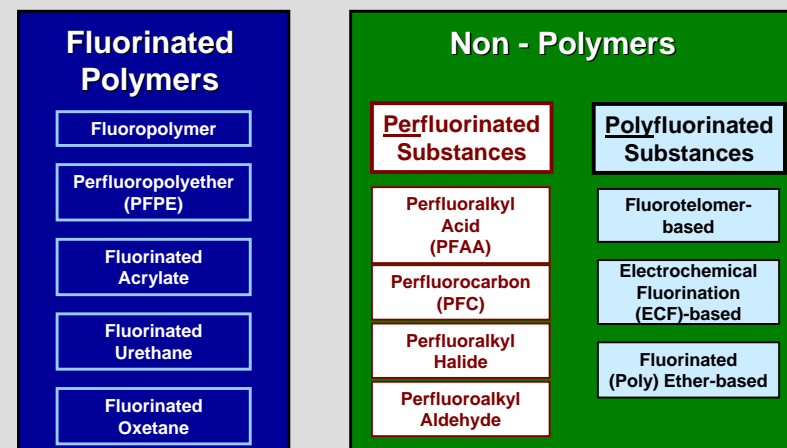 Fluorinated
Polymers
Fluoropolymer
Perfluoropolyether
(PFPE)
Fluorinated
Acrylate
Fluorinated
Urethane
Fluorinated
Oxetane
Non - Polymers
Perfluorinated
Substances
Perfluoralkyl
Acid
(PFAA)
Perfluorocarbon
(PFC)
Perfluoralkyl
Halide
Perfluoroalkyl
Aldehyde
Polyfluorinated
Substances
Fluorotelomer-
based
Electrochemical
Fluorination
(ECF)-based
Fluorinated
(Poly) Ether-based